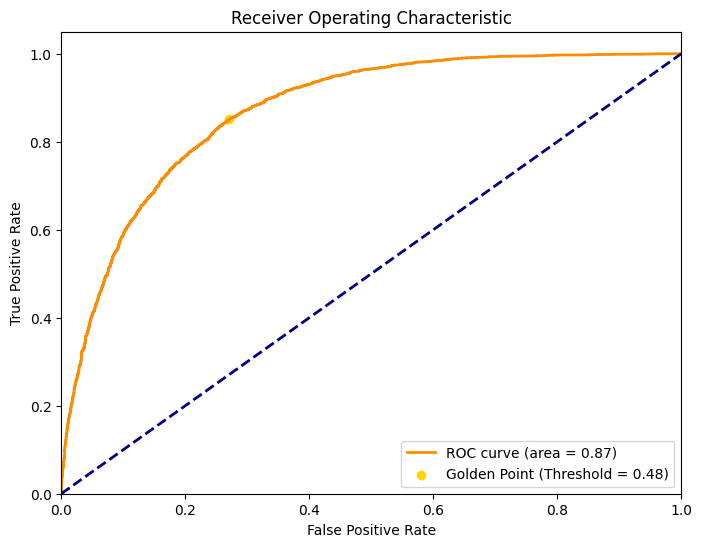 Receiver Operating Characteristic
True Positive Rate
1.0
0.8
0.6
0.4
0.2
0.0
0.0 0.2 0.4 0.6 0.8 1.0
False Positive Rate
ROC curve (area = 0.87)
Golden Point (Threshold = 0.48)